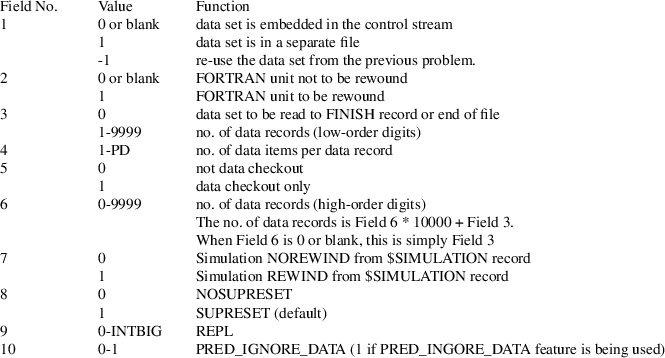 Field No. Value Function
1 0 or blank data set is embedded in the control stream
1 data set is in a separate file
-1 re-use the data set from the previous problem.
2 0 or blank FORTRAN unit not to be rewound
1 FORTRAN unit to be rewound
3 0 data set to be read to FINISH record or end of file
1-9999 no. of data records (low-order digits)
4 1-PD no. of data items per data record
5 0 not data checkout
1 data checkout only
6 0-9999 no. of data records (high-order digits)
The no. of data records is Field 6 * 10000 + Field 3.
When Field 6 is 0 or blank, this is simply Field 3
7 0 Simulation NOREWIND from $SIMULATION record
1 Simulation REWIND from $SIMULATION record
8 0 NOSUPRESET
1 SUPRESET (default)
9 0-INTBIG REPL
10 0-1 PRED_IGNORE_DATA (1 if PRED_INGORE_DATA feature is being used)